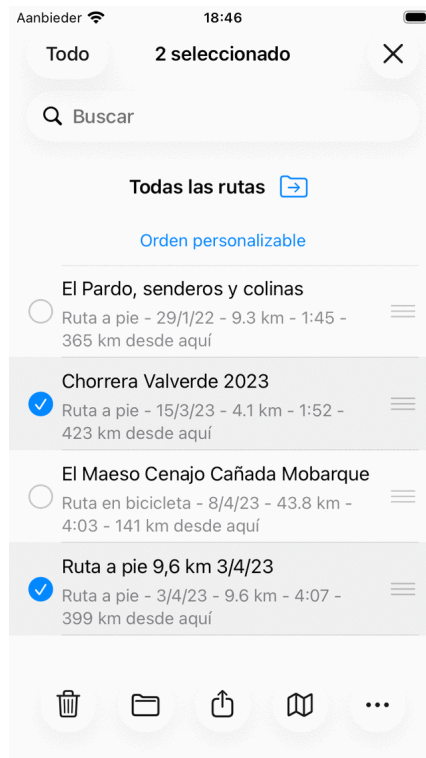 Aanbieder 18:46
Todo 2 seleccionado
Buscar
Todas las rutas
Orden personalizable
El Pardo, senderos y colinas
Ruta a pie - 29/1/22 - 9.3 km - 1:45 -
365 km desde aquí
Chorrera Valverde 2023
Ruta a pie - 15/3/23 - 4.1 km - 1:52 -
423 km desde aquí
El Maeso Cenajo Cañada Mobarque
Ruta en bicicleta - 8/4/23 - 43.8 km -
4:03 - 141 km desde aquí
Ruta a pie 9,6 km 3/4/23
Ruta a pie - 3/4/23 - 9.6 km - 4:07 -
399 km desde aquí